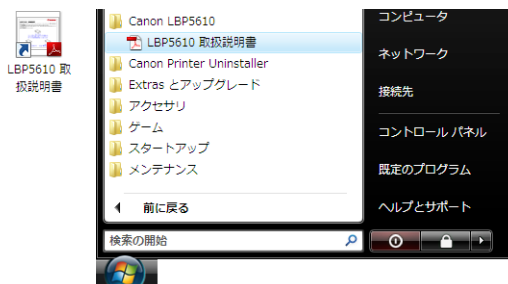 LBP5610 取
扱説明書
Canon LBP5610
LBP5610 取扱説明書
Canon Printer Uninstaller
Extras とアップグレード
アクセサリ
ゲーム
スタートアップ
メンテナンス
前に戻る
検索の開始
コンピュータ
ネットワーク
接続先
コントロール パネル
既定のプログラム
ヘルプとサポート